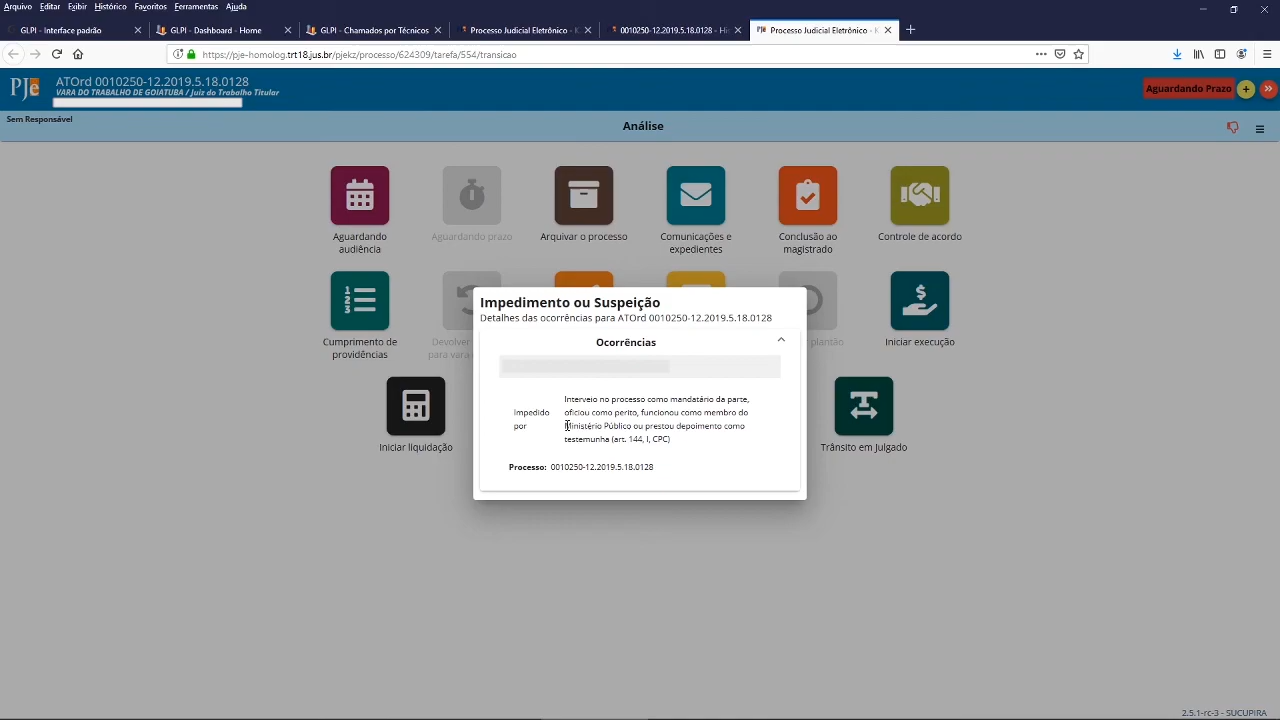 Arquivo Editar Exibir Histórico Favoritos Ferramentas Ajuda
GLPI - Interface padrão
GLPI - Dashboard - Home
GLPI - Chamados por Técnicos
Processo Judicial Eletrônico - K
0010250-12.2019.5.18.0128 - Hi
Processo Judicial Eletrônico - K
https://pje-homolog.trt18.jus.br/pjekz/processo/624309/tarefa/554/transicao
PJe
ATOrd 0010250-12.2019.5.18.0128
VARA DO TRABALHO DE GOIATUBA / Juiz do Trabalho Titular
Aguardando Prazo
Sem Responsável
Análise
Aguardando audiência
Aguardando prazo
Arquivar o processo
Comunicações e expedientes
Conclusão ao magistrado
Controle de acordo
Cumprimento de providências
Devolver
para vara
plantão
Iniciar execução
Iniciar liquidação
Trânsito em Julgado
Impedimento ou Suspeição
Detalhes das ocorrências para ATOrd 0010250-12.2019.5.18.0128
Ocorrências
Impedido por
Interveio no processo como mandatário da parte,
oficiou como perito, funcionou como membro do
Ministério Público ou prestou depoimento como
testemunha (art. 144, I, CPC)
Processo: 0010250-12.2019.5.18.0128
2.5.1-rc-3 - SUCUPIRA